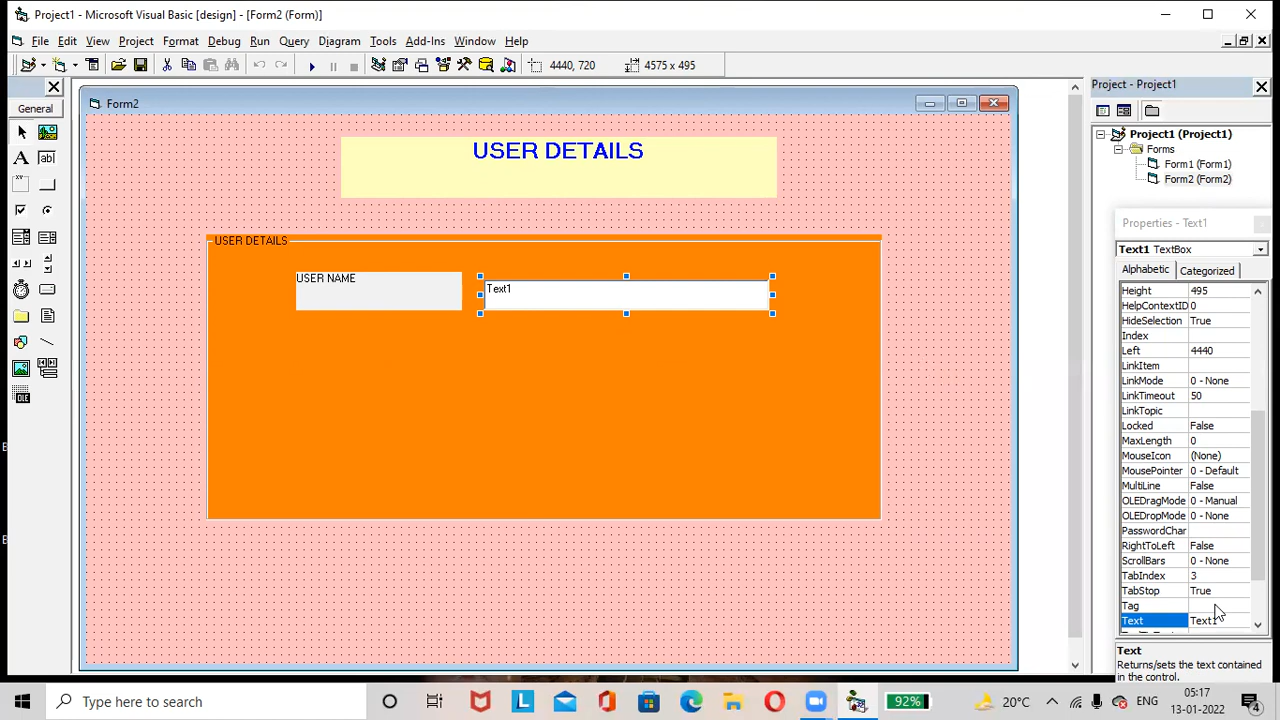 Project1 - Microsoft Visual Basic [design] - [Form2 (Form)]
File Edit View Project Format Debug Run Query Diagram Tools Add-Ins Window Help
4440, 720 4575 x 495
General
Form2
USER DETAILS
USER DETAILS
USER NAME
Text1
Project - Project1
Project1 (Project1)
Forms
Form1 (Form1)
Form2 (Form2)
Properties - Text1
Text1 TextBox
Alphabetic Categorized
Height 495
HelpContextID 0
HideSelection True
Index
Left 4440
LinkItem
LinkMode 0 - None
LinkTimeout 50
LinkTopic
Locked False
MaxLength 0
MouseIcon (None)
MousePointer 0 - Default
MultiLine False
OLEDragMode 0 - Manual
OLEDropMode 0 - None
PasswordChar
RightToLeft False
ScrollBars 0 - None
TabIndex 3
TabStop True
Tag
Text Text1
Text
Returns/sets the text contained
in the control.
Type here to search
92%
20°C
ENG
05:17
13-01-2022
4